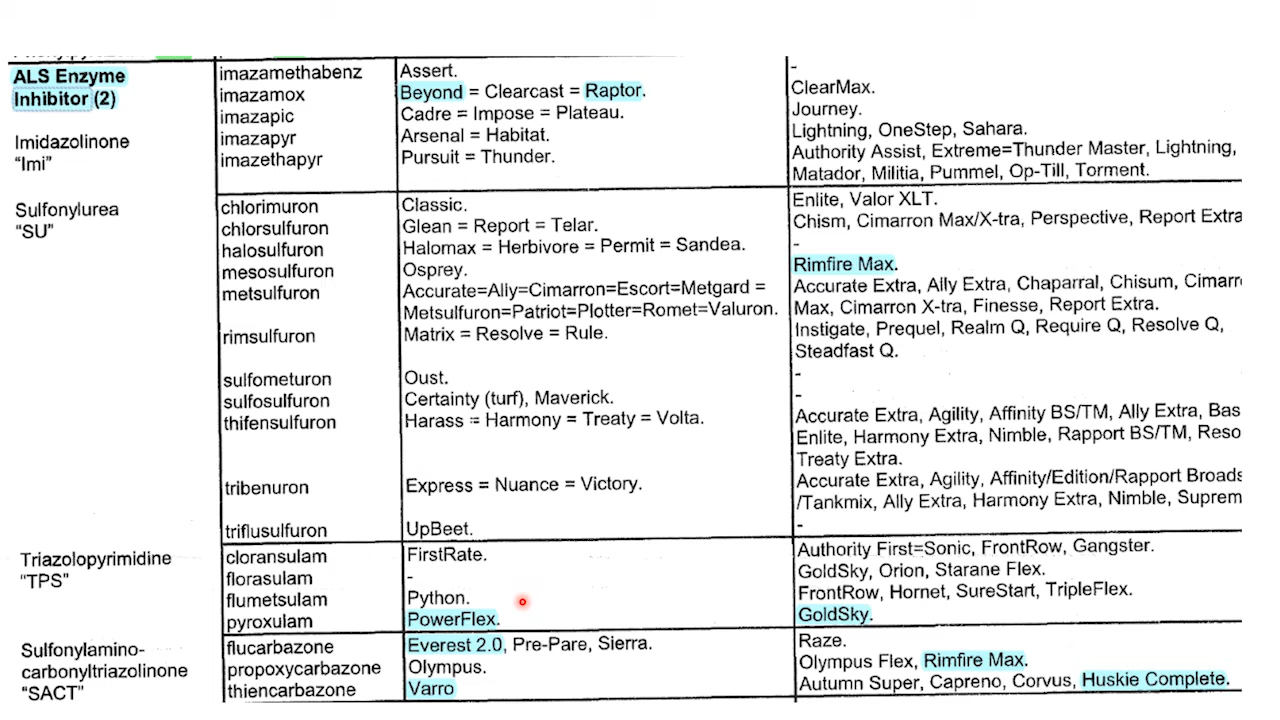 ALS Enzyme
Inhibitor (2)
Imidazolinone
“Imi”
imazamethabenz Assert. -
imazamox Beyond = Clearcast = Raptor. ClearMax.
imazapic Cadre = Impose = Plateau. Journey.
imazapyr Arsenal = Habitat. Lightning, OneStep, Sahara.
imazethapyr Pursuit = Thunder. Authority Assist, Extreme=Thunder Master, Lightning,
Matador, Militia, Pummel, Op-Till, Torment.
Sulfonylurea
“SU”
chlorimuron Classic. Enlite, Valor XLT.
chlorsulfuron Glean = Report = Telar. Chism, Cimarron Max/X-tra, Perspective, Report Extra
halosulfuron Halomax = Herbivore = Permit = Sandea. -
mesosulfuron Osprey. Rimfire Max.
metsulfuron Accurate=Ally=Cimarron=Escort=Metgard = Accurate Extra, Ally Extra, Chaparral, Chisum, Cimarr
Metsulfuron=Patriot=Plotter=Romet=Valuron. Max, Cimarron X-tra, Finesse, Report Extra.
rimsulfuron Matrix = Resolve = Rule. Instigate, Prequel, Realm Q, Require Q, Resolve Q,
Steadfast Q.
sulfometuron Oust. -
sulfosulfuron Certainty (turf), Maverick. -
thifensulfuron Harass = Harmony = Treaty = Volta. Accurate Extra, Agility, Affinity BS/TM, Ally Extra, Bas
Enlite, Harmony Extra, Nimble, Rapport BS/TM, Reso
Treaty Extra.
tribenuron Express = Nuance = Victory. Accurate Extra, Agility, Affinity/Edition/Rapport Broads
/Tankmix, Ally Extra, Harmony Extra, Nimble, Suprem
triflusulfuron UpBeet. -
Triazolopyrimidine
“TPS”
cloransulam FirstRate. Authority First=Sonic, FrontRow, Gangster.
florasulam - GoldSky, Orion, Starane Flex.
flumetsulam Python. FrontRow, Hornet, SureStart, TripleFlex.
pyroxulam PowerFlex. GoldSky.
Sulfonylamino-
carbonyltriazolinone
“SACT”
flucarbazone Everest 2.0, Pre-Pare, Sierra. Raze.
propoxycarbazone Olympus. Olympus Flex, Rimfire Max.
thiencarbazone Varro Autumn Super, Capreno, Corvus, Huskie Complete.